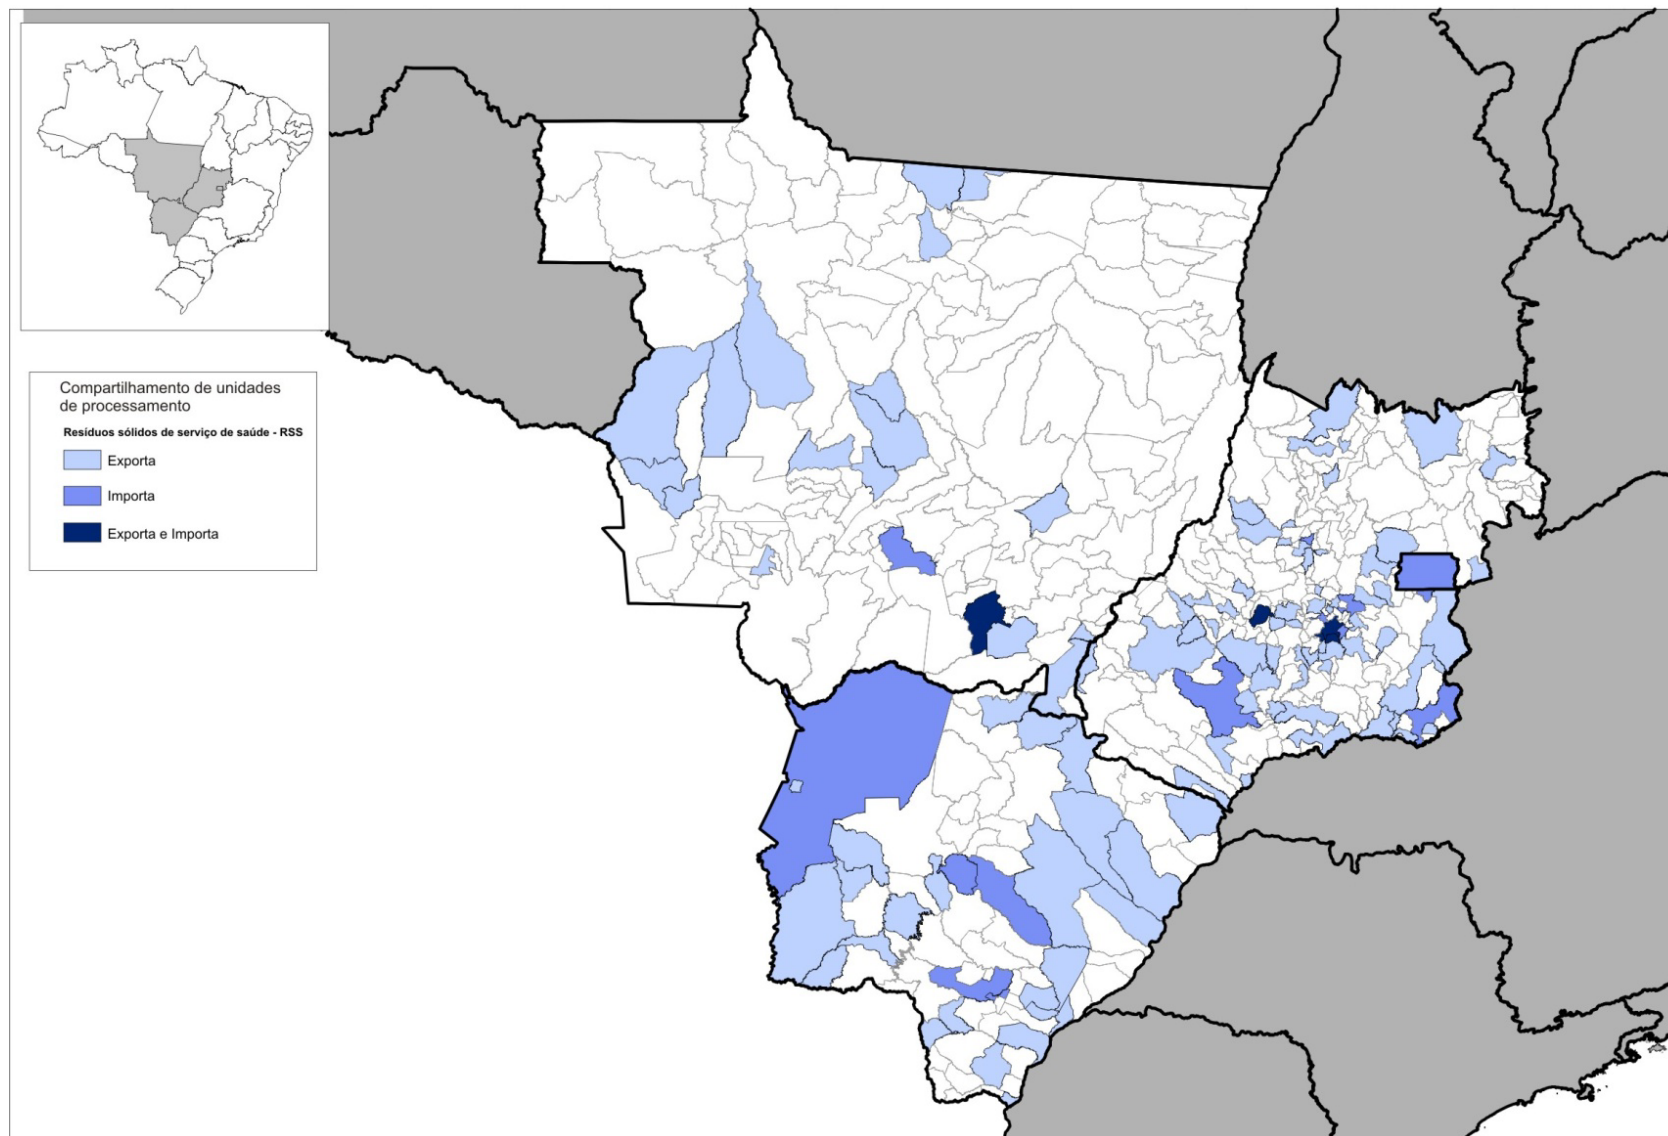 Compartilhamento de unidades
de processamento
Resíduos sólidos de serviço de saúde - RSS
Exporta
Importa
Exporta e Importa